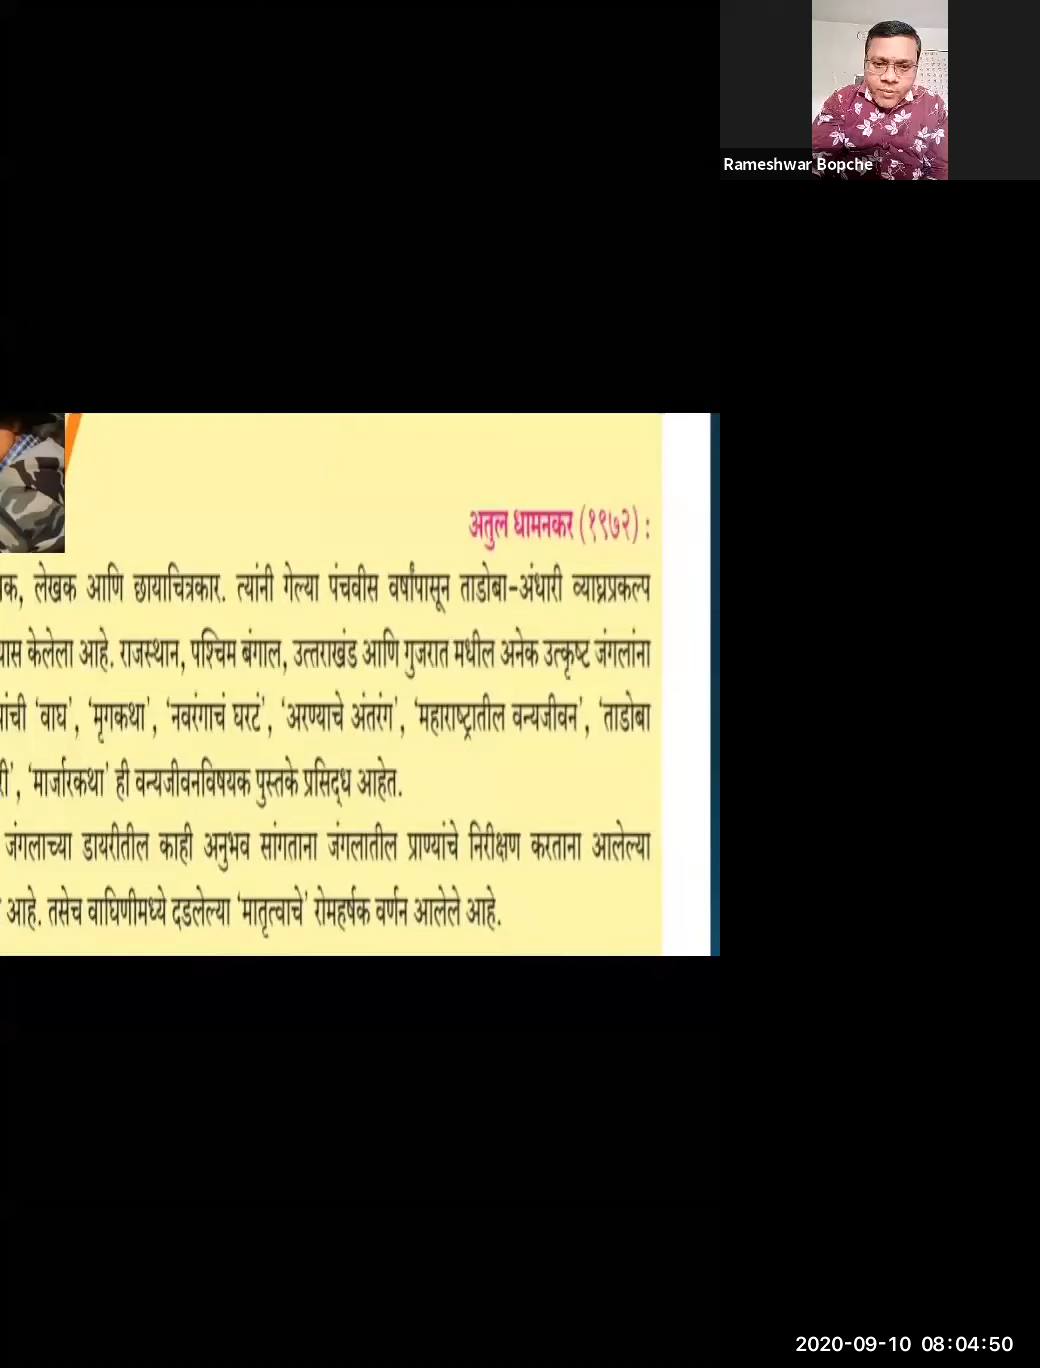 Rameshwar Bopche
अतुल धामनकर (१९७२) :
लेखक आणि छायाचित्रकार. त्यांनी गेल्या पंचवीस वर्षांपासून ताडोबा-अंधारी व्याघ्रप्रकल्प
केलेला आहे. राजस्थान, पश्चिम बंगाल, उत्तराखंड आणि गुजरात मधील अनेक उत्कृष्ट जंगलांना
'वाघ', 'मृगकथा', 'नवरंगाचं घरटं', 'अरण्याचे अंतरंग', 'महाराष्ट्रातील वन्यजीवन', 'ताडोबा
'मार्जारकथा' ही वन्यजीवनविषयक पुस्तके प्रसिद्ध आहेत.
जंगलाच्या डायरीतील काही अनुभव सांगताना जंगलातील प्राण्यांचे निरीक्षण करताना आलेल्या
आहे. तसेच वाघिणीमध्ये दडलेल्या 'मातृत्वाचे' रोमहर्षक वर्णन आलेले आहे.
2020-09-10 08:04:50